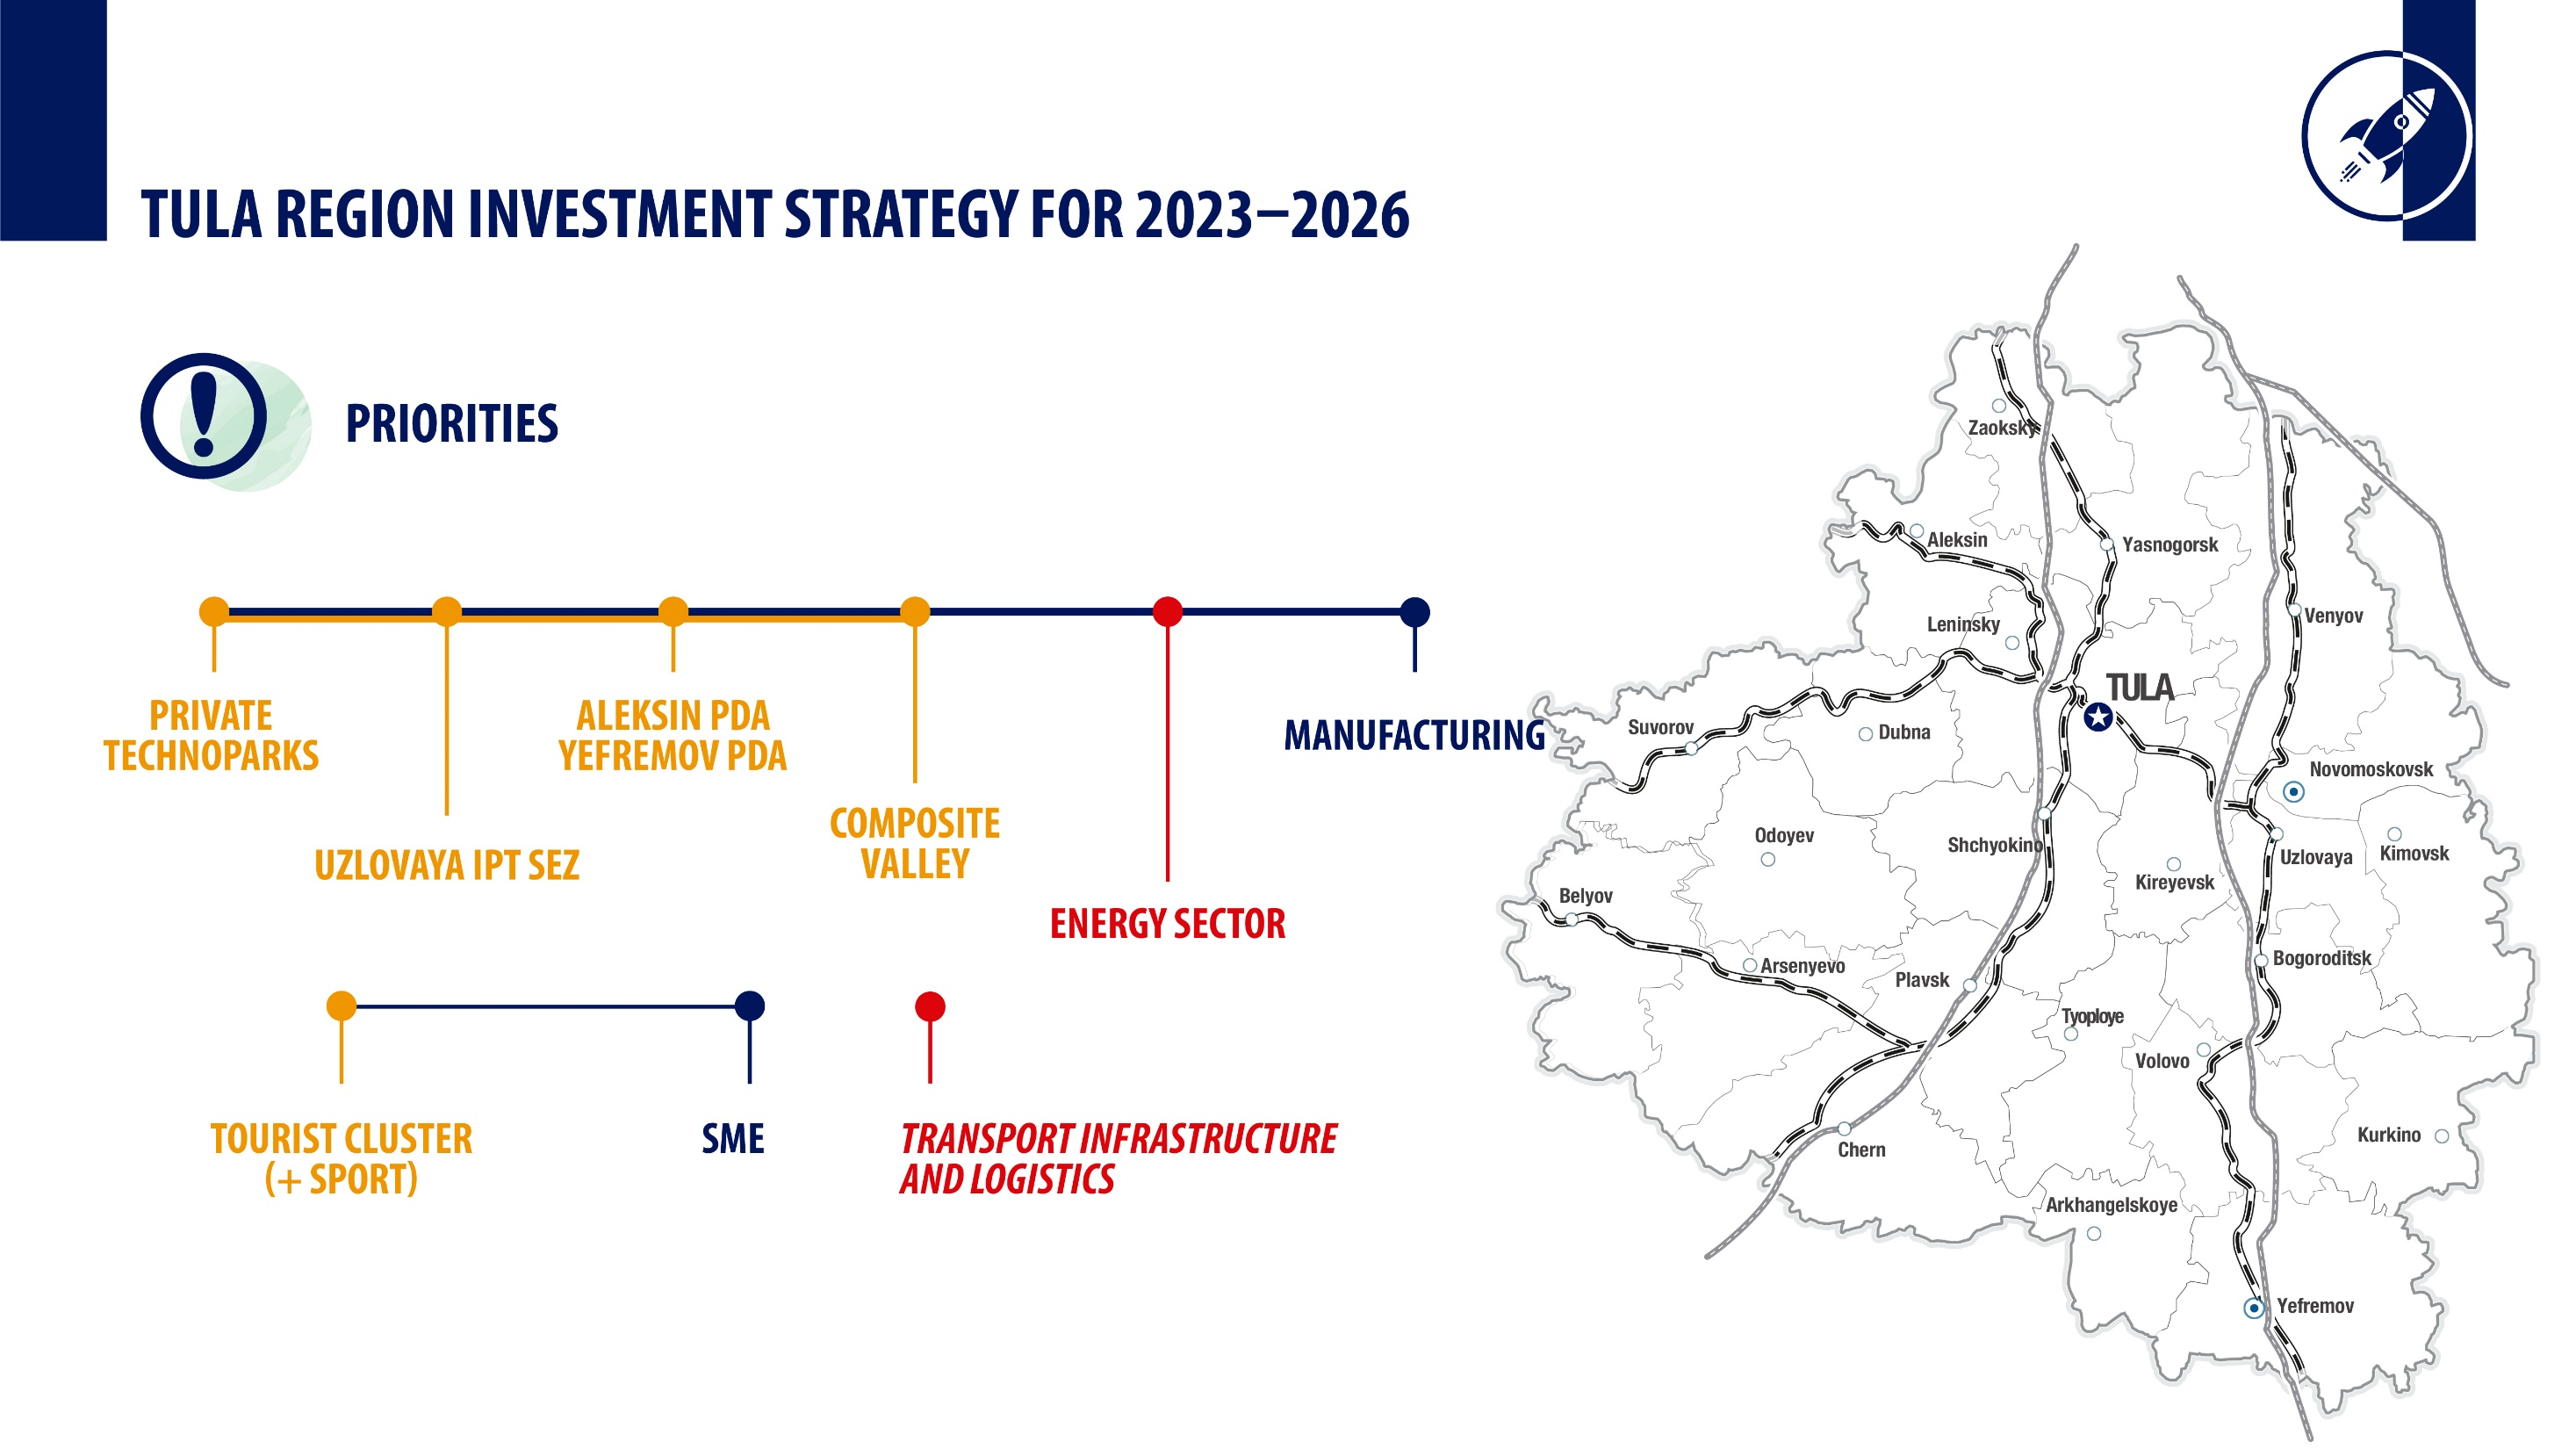 TULA REGION INVESTMENT STRATEGY FOR 2023–2026
PRIORITIES
PRIVATE
TECHNOPARKS
UZLOVAYA IPT SEZ
ALEKSIN PDA
YEFREMOV PDA
COMPOSITE
VALLEY
ENERGY SECTOR
MANUFACTURING
TOURIST CLUSTER
(+ SPORT)
SME
TRANSPORT INFRASTRUCTURE
AND LOGISTICS
Zaoksky
Aleksin
Yasnogorsk
Venyov
Leninsky
TULA
Suvorov
Dubna
Novomoskovsk
Odoyev
Shchyokino
Kireyevsk
Uzlovaya
Kimovsk
Belyov
Arsenyevo
Plavsk
Bogoroditsk
Tyoploye
Volovo
Chern
Kurkino
Arkhangelskoye
Yefremov